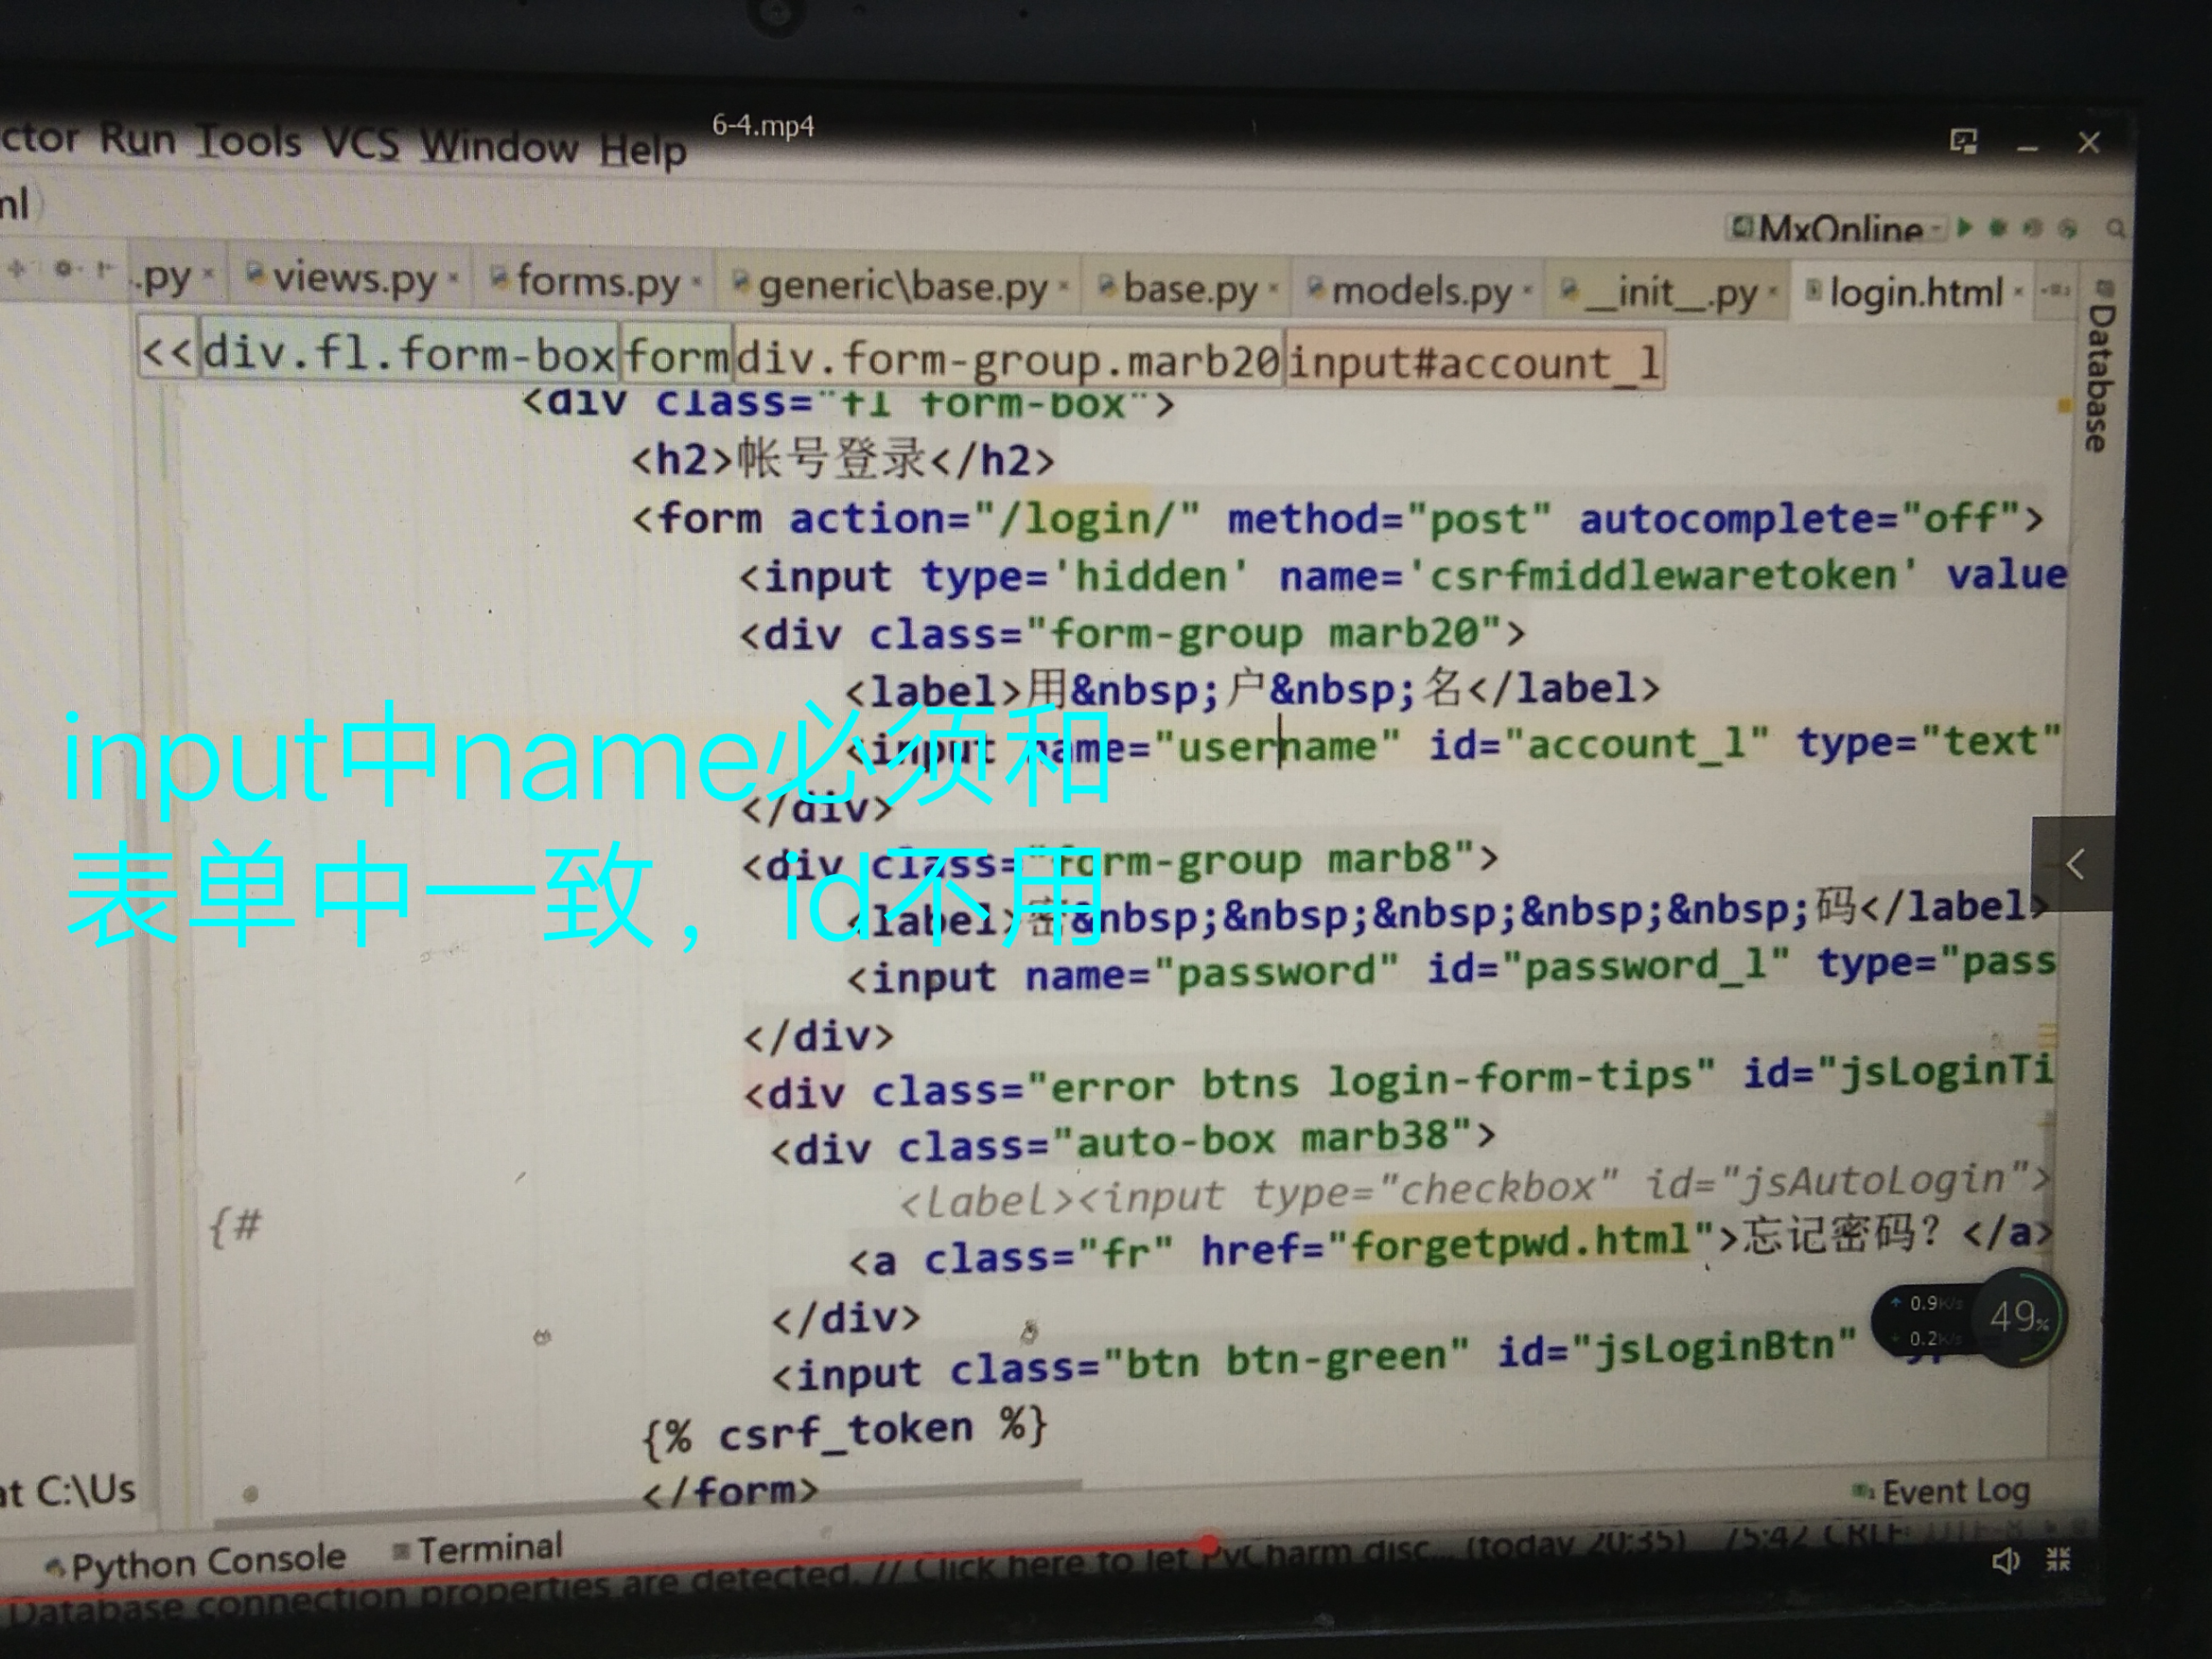 6-4.mp4
ctor Run Tools VCS Window Help
ml
MxOnline
.py views.py forms.py generic\base.py base.py models.py __init__.py login.html
Database
<<div.fl.form-box form div.form-group.marb20 input#account_l
<div class="fl form-box">
<h2>帐号登录</h2>
<form action="/login/" method="post" autocomplete="off">
<input type='hidden' name='csrfmiddlewaretoken' value
<div class="form-group marb20">
<label>用&nbsp;户&nbsp;名</label>
<input name="username" id="account_l" type="text"
</div>
<div class="form-group marb8">
<label>密&nbsp;&nbsp;&nbsp;&nbsp;&nbsp;码</label>
<input name="password" id="password_l" type="pass
</div>
<div class="error btns login-form-tips" id="jsLoginTi
<div class="auto-box marb38">
{# <label><input type="checkbox" id="jsAutoLogin">
<a class="fr" href="forgetpwd.html">忘记密码？</a>
</div>
<input class="btn btn-green" id="jsLoginBtn"
{% csrf_token %}
</form>
input中name必须和
表单中一致，id不用
0.9K/s
0.2K/s
49%
at C:\Us
Event Log
Python Console Terminal
Database connection properties are detected. // Click here to let PyCharm disc... (today 20:35) 75:42 CRLF